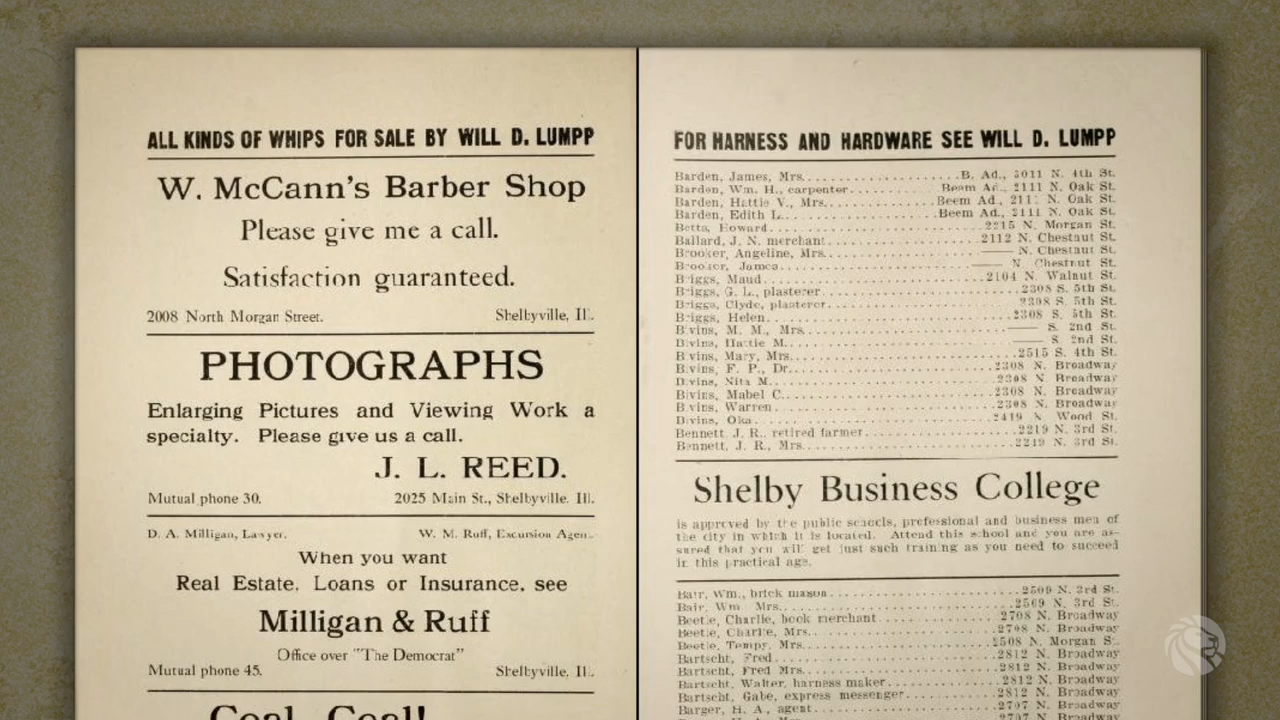 ALL KINDS OF WHIPS FOR SALE BY WILL D. LUMPP
W. McCann's Barber Shop
Please give me a call.
Satisfaction guaranteed.
2008 North Morgan Street. Shelbyville, Ill.
PHOTOGRAPHS
Enlarging Pictures and Viewing Work a
specialty. Please give us a call.
J. L. REED.
Mutual phone 30. 2025 Main St., Shelbyville, Ill.
D. A. Milligan, Lawyer. W. M. Ruff, Excursion Agent.
When you want
Real Estate, Loans or Insurance, see
Milligan & Ruff
Office over "The Democrat"
Mutual phone 45. Shelbyville, Ill.
Coal, Coal!
FOR HARNESS AND HARDWARE SEE WILL D. LUMPP
Barden, James, Mrs. B. Ad., 3011 N. 4th St.
Barden, Wm. H., carpenter Beem Ad., 2111 N. Oak St.
Barden, Hattie V., Mrs. Beem Ad., 2111 N. Oak St.
Barden, Edith L. Beem Ad., 2111 N. Oak St.
Betts, Howard 2215 N. Morgan St.
Ballard, J. N. merchant 2112 N. Chestnut St.
Brooker, Angeline, Mrs. —— N. Chestnut St.
Brooker, James —— N. Chestnut St.
Briggs, Maud 2104 N. Walnut St.
Briggs, G. L., plasterer 2308 S. 5th St.
Briggs, Clyde, plasterer 2308 S. 5th St.
Briggs, Helen 2308 S. 5th St.
Bivins, M. M., Mrs. —— S. 2nd St.
Bivins, Hattie M. —— S. 2nd St.
Bivins, Mary, Mrs. 2515 S. 4th St.
Bivins, F. P., Dr. 2308 N. Broadway
Bivins, Nita M. 2308 N. Broadway
Bivins, Mabel C. 2308 N. Broadway
Bivins, Warren 2308 N. Broadway
Bivins, Oka 2419 N. Wood St.
Bennett, J. R., retired farmer 2219 N. 3rd St.
Bennett, J. R., Mrs. 2219 N. 3rd St.
Shelby Business College
is approved by the public schools, professional and business men of
the city in which it is located. Attend this school and you are as-
sured that you will get just such training as you need to succeed
in this practical age.
Bair, Wm., brick mason 2509 N. 3rd St.
Bair, Wm. Mrs. 2509 N. 3rd St.
Beetle, Charlie, book merchant 2708 N. Broadway
Beetle, Charlie, Mrs. 2708 N. Broadway
Beetle, Tempy, Mrs. 2508 N. Morgan St.
Bartscht, Fred 2812 N. Broadway
Bartscht, Fred Mrs. 2812 N. Broadway
Bartscht, Walter, harness maker 2812 N. Broadway
Bartscht, Gabe, express messenger 2812 N. Broadway
Barger, H. A., agent 2707 N. Broadway
2707 N. Broadway